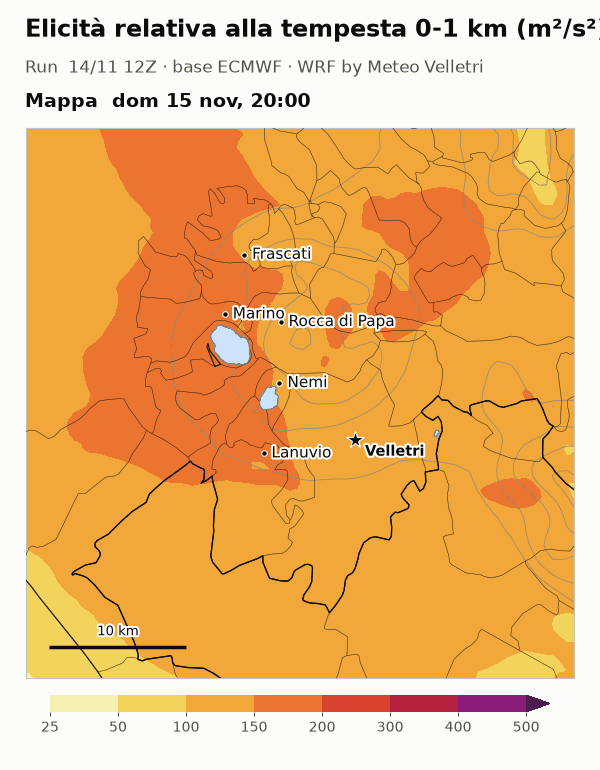 Elicità relativa alla tempesta 0-1 km (m²/s²)
Run 14/11 12Z · base ECMWF · WRF by Meteo Velletri
Mappa dom 15 nov, 20:00
Frascati
Marino
Rocca di Papa
Nemi
Velletri
Lanuvio
10 km
25 50 100 150 200 300 400 500